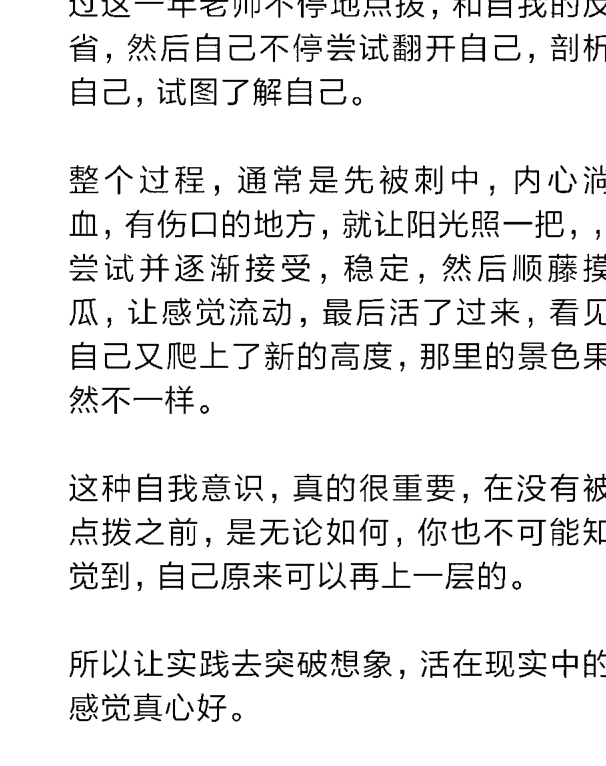 过这一年老师不停地点拨，和自我的反
省，然后自己不停尝试翻开自己，剖析
自己，试图了解自己。
整个过程，通常是先被刺中，内心淌
血，有伤口的地方，就让阳光照一把，，
尝试并逐渐接受，稳定，然后顺藤摸
瓜，让感觉流动，最后活了过来，看见
自己又爬上了新的高度，那里的景色果
然不一样。
这种自我意识，真的很重要，在没有被
点拨之前，是无论如何，你也不可能知
觉到，自己原来可以再上一层的。
所以让实践去突破想象，活在现实中的
感觉真心好。